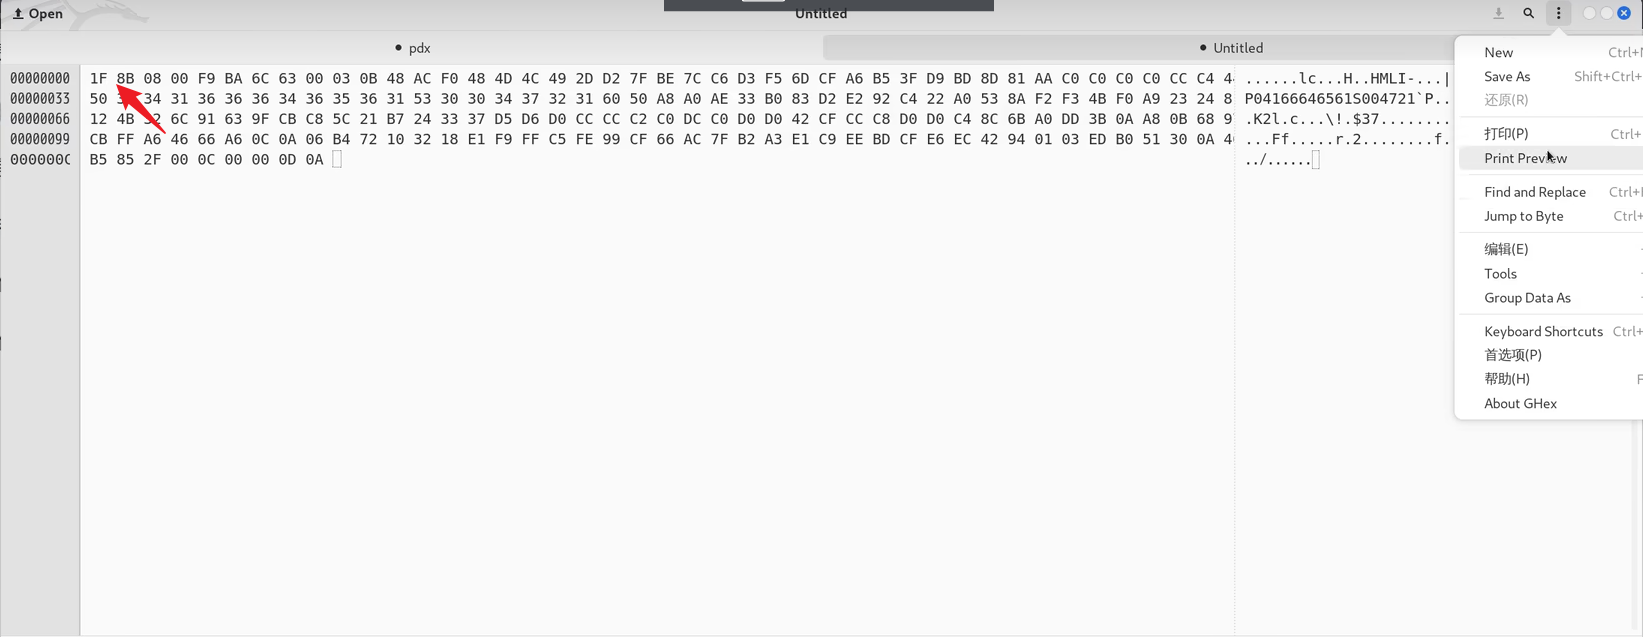 Open
Untitled
pdx
Untitled
00000000 1F 8B 08 00 F9 BA 6C 63 00 03 0B 48 AC F0 48 4D 4C 49 2D D2 7F BE 7C C6 D3 F5 6D CF A6 B5 3F D9 BD 8D 81 AA C0 C0 C0 C0 CC C4 ......lc...H..HMLI-...|
00000033 50 34 31 36 36 36 34 36 35 36 31 53 30 30 34 37 32 31 60 50 A8 A0 AE 33 B0 83 D2 E2 92 C4 22 A0 53 8A F2 F3 4B F0 A9 23 24 P04166646561S004721`P..
00000066 12 4B 32 6C 91 63 9F CB C8 5C 21 B7 24 33 37 D5 D6 D0 CC CC C2 C0 DC C0 D0 D0 42 CF CC C8 D0 D0 C4 8C 6B A0 DD 3B 0A A8 0B 68 .K2l.c...\!.$37........
00000099 CB FF A6 46 66 A6 0C 0A 06 B4 72 10 32 18 E1 F9 FF C5 FE 99 CF 66 AC 7F B2 A3 E1 C9 EE BD CF E6 EC 42 94 01 03 ED B0 51 30 0A ...Ff.....r.2........f.
000000CC B5 85 2F 00 0C 00 00 0D 0A ../......
New Ctrl+
Save As Shift+Ctrl+
还原(R)
打印(P) Ctrl+
Print Preview
Find and Replace Ctrl+
Jump to Byte Ctrl+
编辑(E)
Tools
Group Data As
Keyboard Shortcuts Ctrl+
首选项(P)
帮助(H) F
About GHex